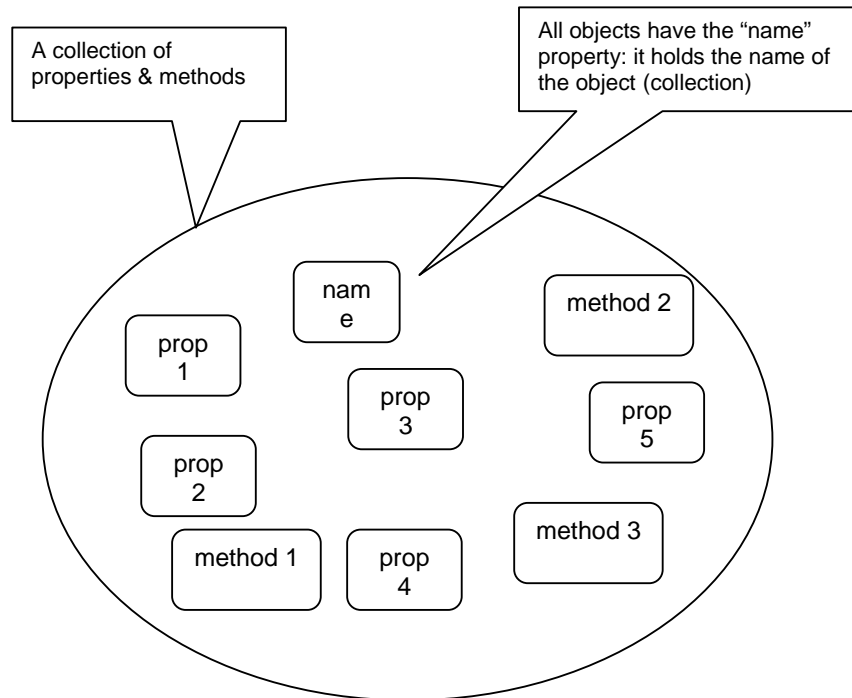 A collection of
properties & methods
All objects have the “name”
property: it holds the name of
the object (collection)
nam
e
method 2
prop
1
prop
3
prop
5
prop
2
method 1
prop
4
method 3